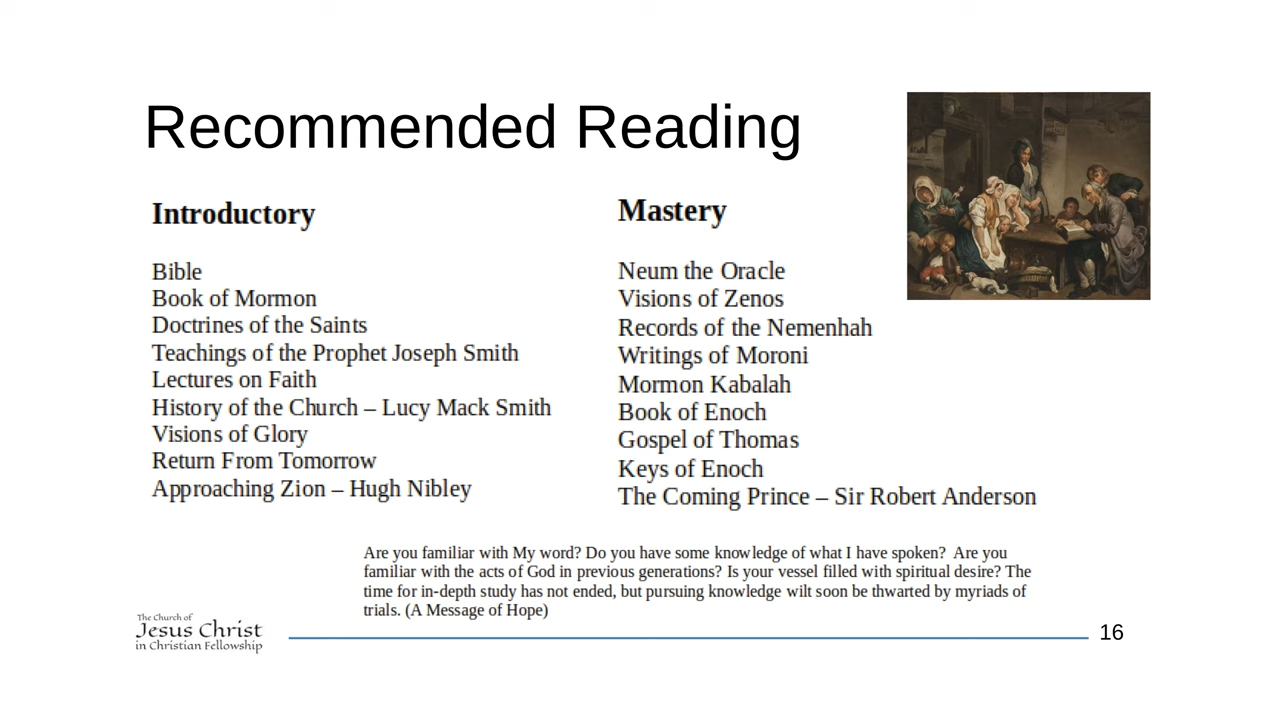 Recommended Reading
Introductory
Bible
Book of Mormon
Doctrines of the Saints
Teachings of the Prophet Joseph Smith
Lectures on Faith
History of the Church – Lucy Mack Smith
Visions of Glory
Return From Tomorrow
Approaching Zion – Hugh Nibley
Mastery
Neum the Oracle
Visions of Zenos
Records of the Nemenhah
Writings of Moroni
Mormon Kabalah
Book of Enoch
Gospel of Thomas
Keys of Enoch
The Coming Prince – Sir Robert Anderson
Are you familiar with My word? Do you have some knowledge of what I have spoken?  Are you
familiar with the acts of God in previous generations? Is your vessel filled with spiritual desire? The
time for in-depth study has not ended, but pursuing knowledge wilt soon be thwarted by myriads of
trials. (A Message of Hope)
The Church of
Jesus Christ
in Christian Fellowship
16